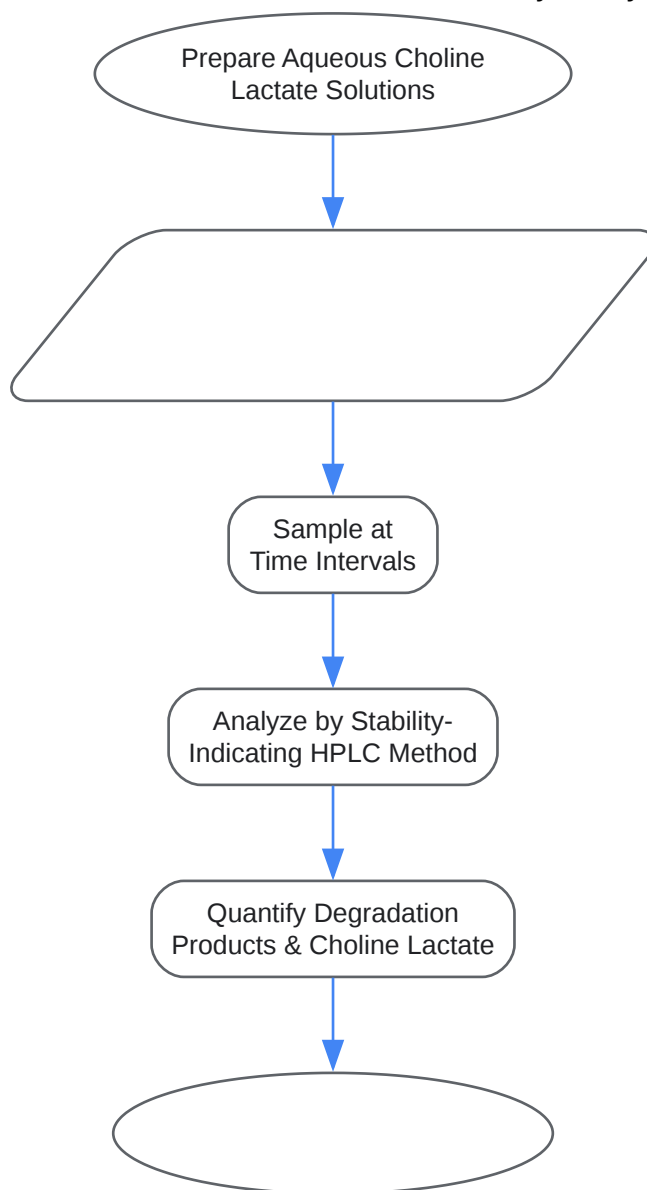 Prepare Aqueous Choline
Lactate Solutions
Sample at
Time Intervals
Analyze by Stability-
Indicating HPLC Method
Quantify Degradation
Products & Choline Lactate